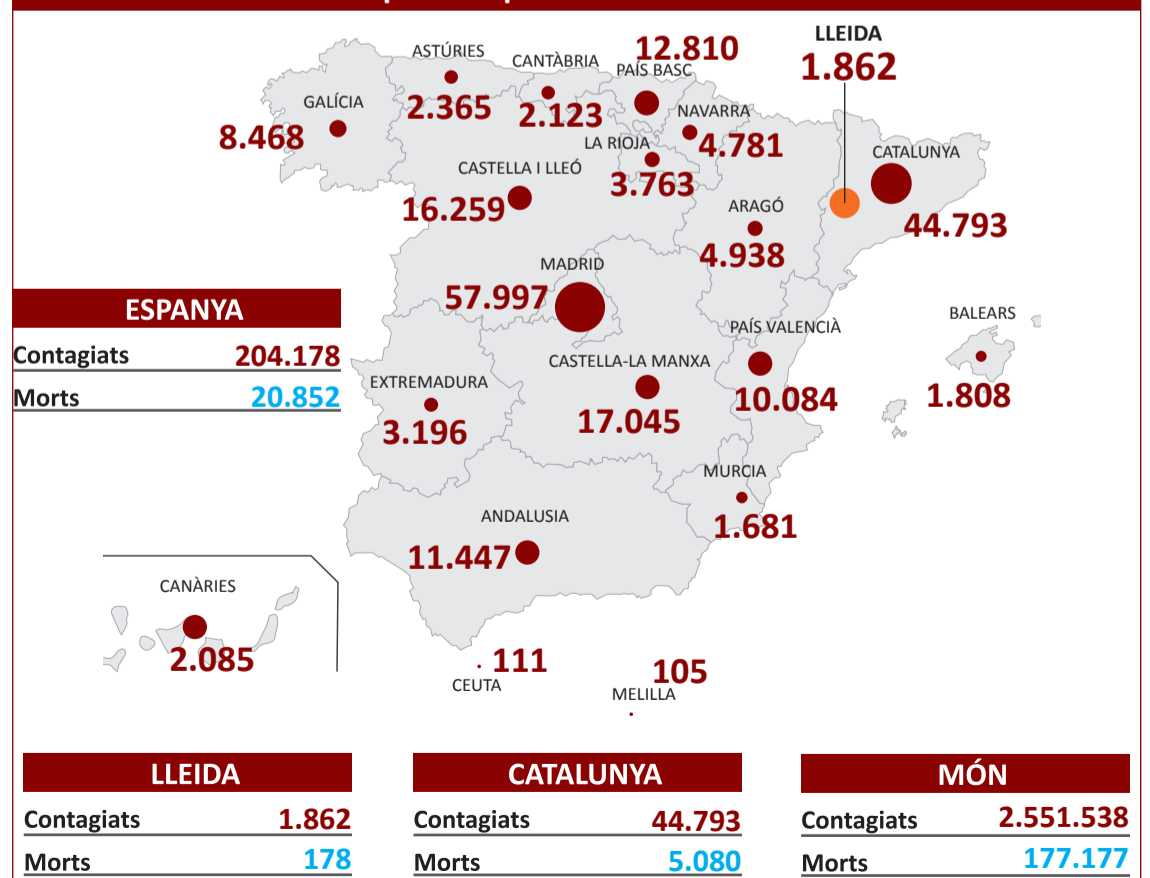 LLEIDA
1.862
ASTÚRIES
2.365
CANTÀBRIA
2.123
12.810
PAÍS BASC
GALÍCIA
8.468
NAVARRA
4.781
LA RIOJA
3.763
CATALUNYA
44.793
CASTELLA I LLEÓ
16.259
ARAGÓ
4.938
MADRID
57.997
ESPANYA
Contagiats 204.178
Morts 20.852
PAÍS VALENCIÀ
10.084
BALEARS
1.808
CASTELLA-LA MANXA
17.045
EXTREMADURA
3.196
MURCIA
1.681
ANDALUSIA
11.447
CANÀRIES
2.085
111
CEUTA
105
MELILLA
LLEIDA
Contagiats 1.862
Morts 178
CATALUNYA
Contagiats 44.793
Morts 5.080
MÓN
Contagiats 2.551.538
Morts 177.177